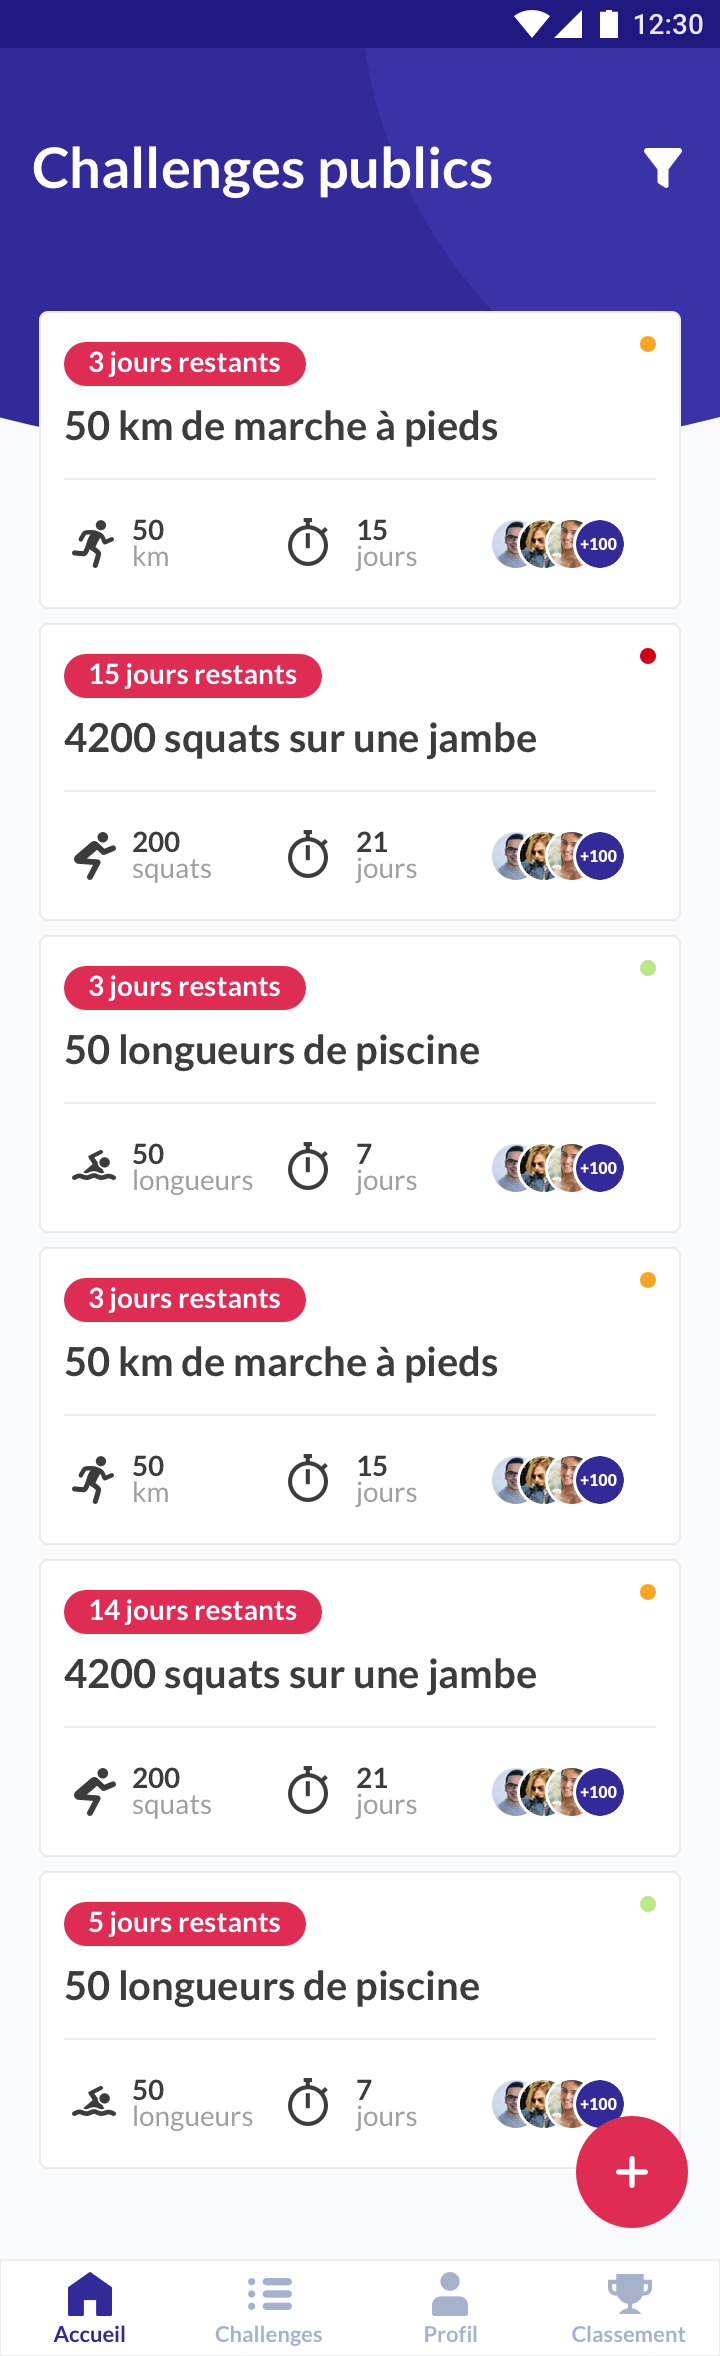 12:30
Challenges publics
3 jours restants
50 km de marche à pieds
50
km
15
jours
+100
15 jours restants
4200 squats sur une jambe
200
squats
21
jours
+100
3 jours restants
50 longueurs de piscine
50
longueurs
7
jours
+100
3 jours restants
50 km de marche à pieds
50
km
15
jours
+100
14 jours restants
4200 squats sur une jambe
200
squats
21
jours
+100
5 jours restants
50 longueurs de piscine
50
longueurs
7
jours
+100
Accueil
Challenges
Profil
Classement